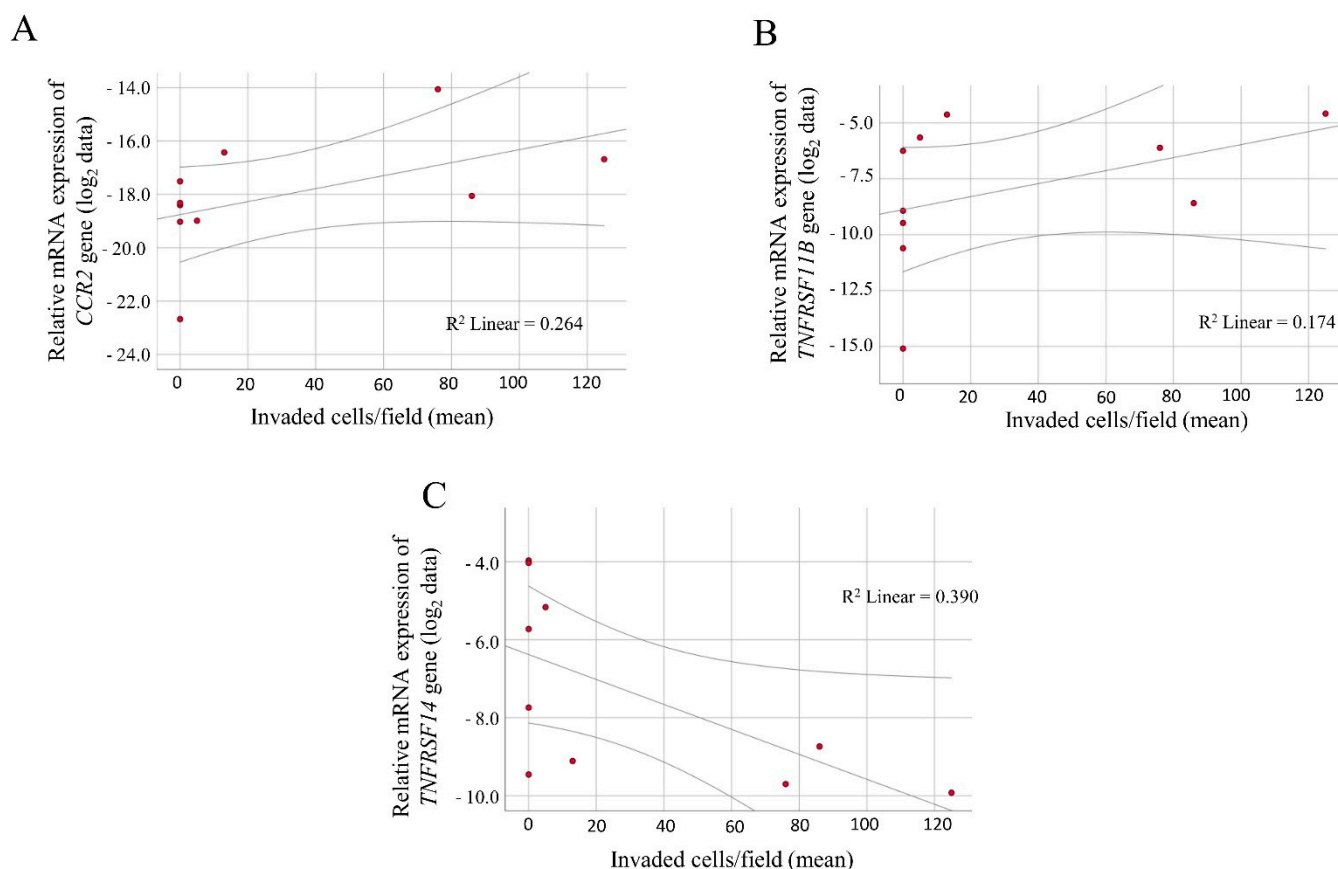 A
Relative mRNA expression of
CCR2 gene (log₂ data)
- 14.0
- 16.0
- 18.0
- 20.0
- 22.0
- 24.0
R² Linear = 0.264
0 20 40 60 80 100 120
Invaded cells/field (mean)
B
Relative mRNA expression of
TNFRSF11B gene (log₂ data)
-5.0
-7.5
-10.0
-12.5
-15.0
R² Linear = 0.174
0 20 40 60 80 100 120
Invaded cells/field (mean)
C
Relative mRNA expression of
TNFRSF14 gene (log₂ data)
- 4.0
- 6.0
- 8.0
- 10.0
R² Linear = 0.390
0 20 40 60 80 100 120
Invaded cells/field (mean)